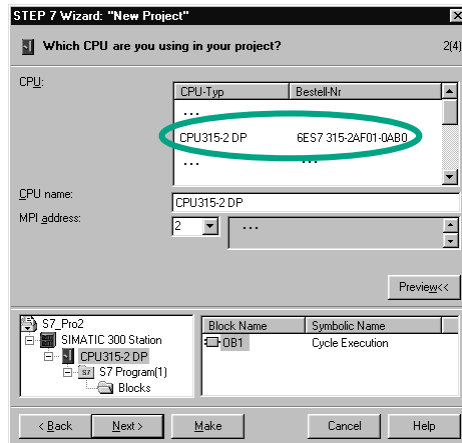 STEP 7 Wizard: "New Project"
Which CPU are you using in your project? 2(4)
CPU:
CPU-Typ Bestell-Nr
...
CPU315-2 DP 6ES7 315-2AF01-0AB0
... ...
CPU name:
CPU315-2 DP
MPI address:
2 ...
Preview<<
S7_Pro2
SIMATIC 300 Station
CPU315-2 DP
S7 Program(1)
Blocks
Block Name Symbolic Name
OB1 Cycle Execution
< Back Next > Make Cancel Help